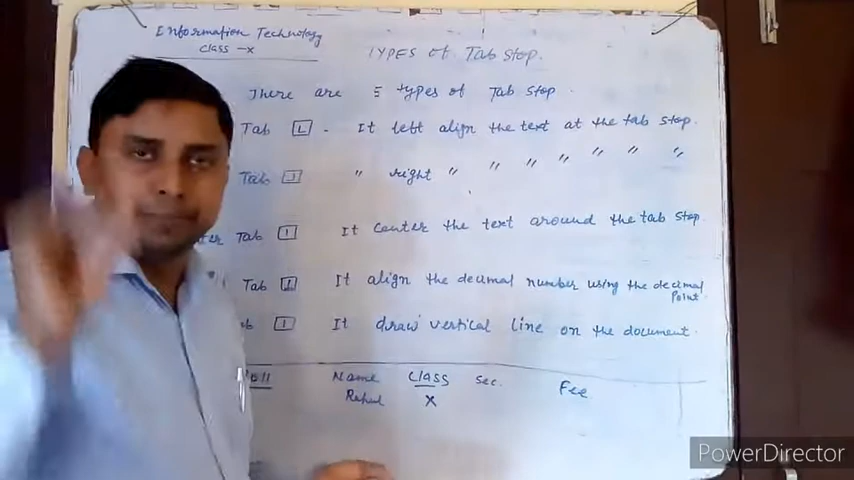 Information Technology
Class - X
TYPES of Tab Stop.
There are 5 types of Tab Stop
Tab L - It left align the text at the tab stop.
Tab 〃 right 〃 〃 〃 〃 〃 〃 〃
Tab It center the text around the tab stop
Tab It align the decimal number using the decimal
Point.
It draw vertical line on the document.
Name Class Sec. Fee
X
PowerDirector